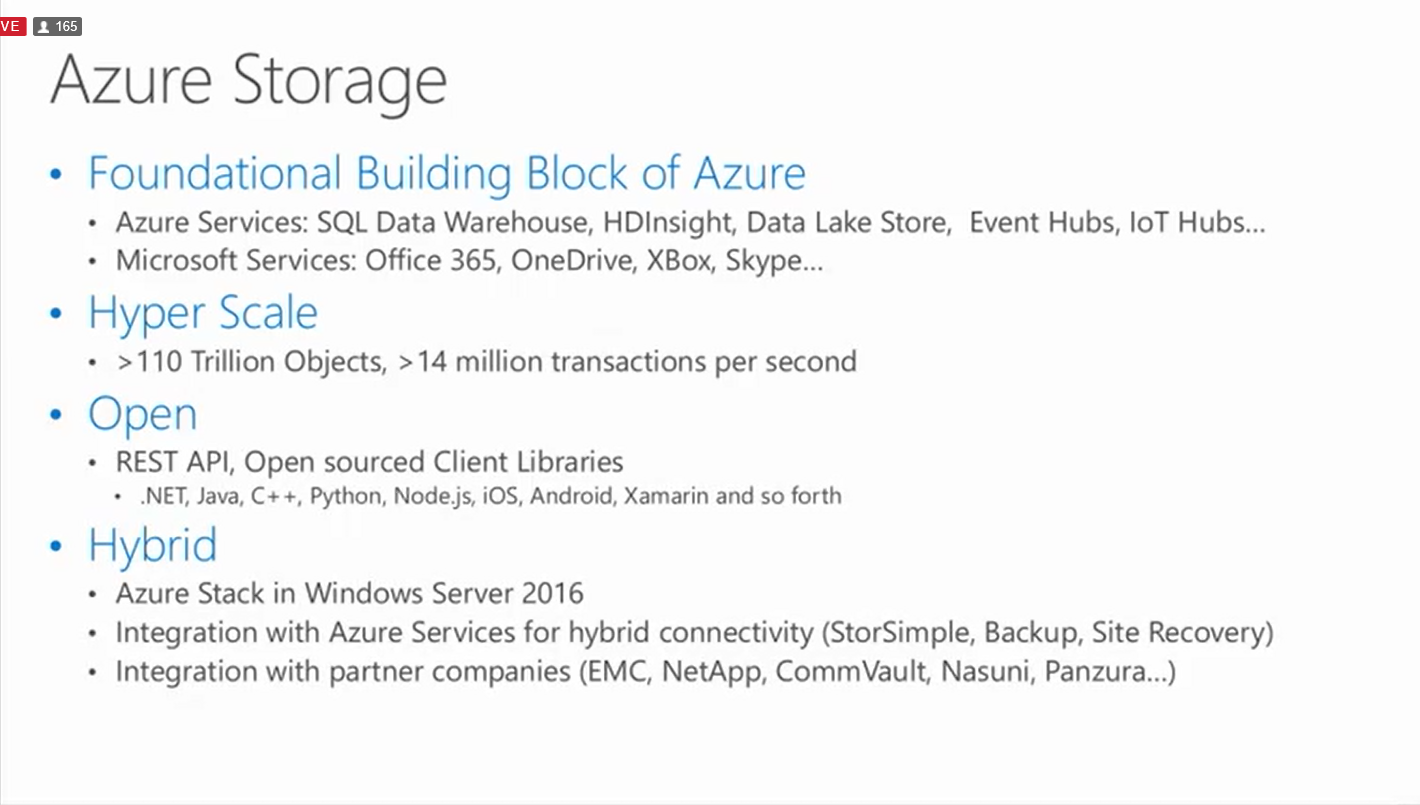 VE 165
Azure Storage
• Foundational Building Block of Azure
• Azure Services: SQL Data Warehouse, HDInsight, Data Lake Store,  Event Hubs, IoT Hubs...
• Microsoft Services: Office 365, OneDrive, XBox, Skype...
• Hyper Scale
• >110 Trillion Objects, >14 million transactions per second
• Open
• REST API, Open sourced Client Libraries
• .NET, Java, C++, Python, Node.js, iOS, Android, Xamarin and so forth
• Hybrid
• Azure Stack in Windows Server 2016
• Integration with Azure Services for hybrid connectivity (StorSimple, Backup, Site Recovery)
• Integration with partner companies (EMC, NetApp, CommVault, Nasuni, Panzura...)